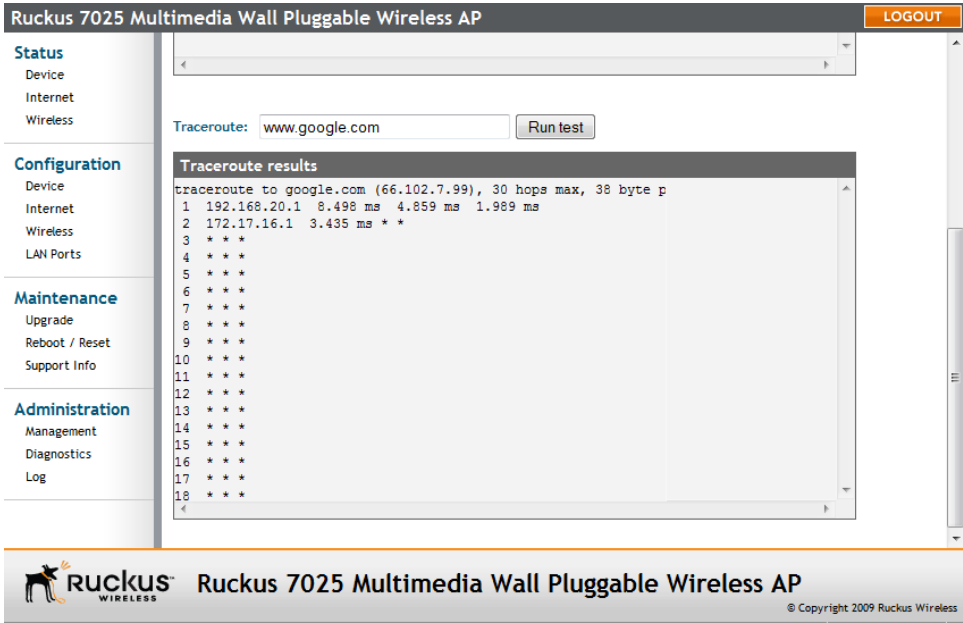 Ruckus 7025 Multimedia Wall Pluggable Wireless AP
LOGOUT
Status
Device
Internet
Wireless
Configuration
Device
Internet
Wireless
LAN Ports
Maintenance
Upgrade
Reboot / Reset
Support Info
Administration
Management
Diagnostics
Log
Traceroute: www.google.com Run test
Traceroute results
traceroute to google.com (66.102.7.99), 30 hops max, 38 byte p
1 192.168.20.1 8.498 ms 4.859 ms 1.989 ms
2 172.17.16.1 3.435 ms * *
3 * * *
4 * * *
5 * * *
6 * * *
7 * * *
8 * * *
9 * * *
10 * * *
11 * * *
12 * * *
13 * * *
14 * * *
15 * * *
16 * * *
17 * * *
18 * * *
Ruckus WIRELESS
Ruckus 7025 Multimedia Wall Pluggable Wireless AP
© Copyright 2009 Ruckus Wireless